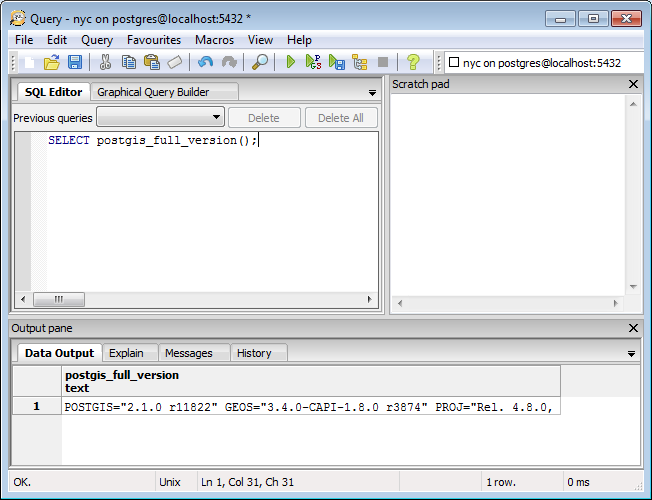 Query - nyc on postgres@localhost:5432 *
File Edit Query Favourites Macros View Help
nyc on postgres@localhost:5432
SQL Editor Graphical Query Builder
Scratch pad
Previous queries Delete Delete All
SELECT postgis_full_version();
Output pane
Data Output Explain Messages History
postgis_full_version
text
1 POSTGIS="2.1.0 r11822" GEOS="3.4.0-CAPI-1.8.0 r3874" PROJ="Rel. 4.8.0,
OK. Unix Ln 1, Col 31, Ch 31 1 row. 0 ms